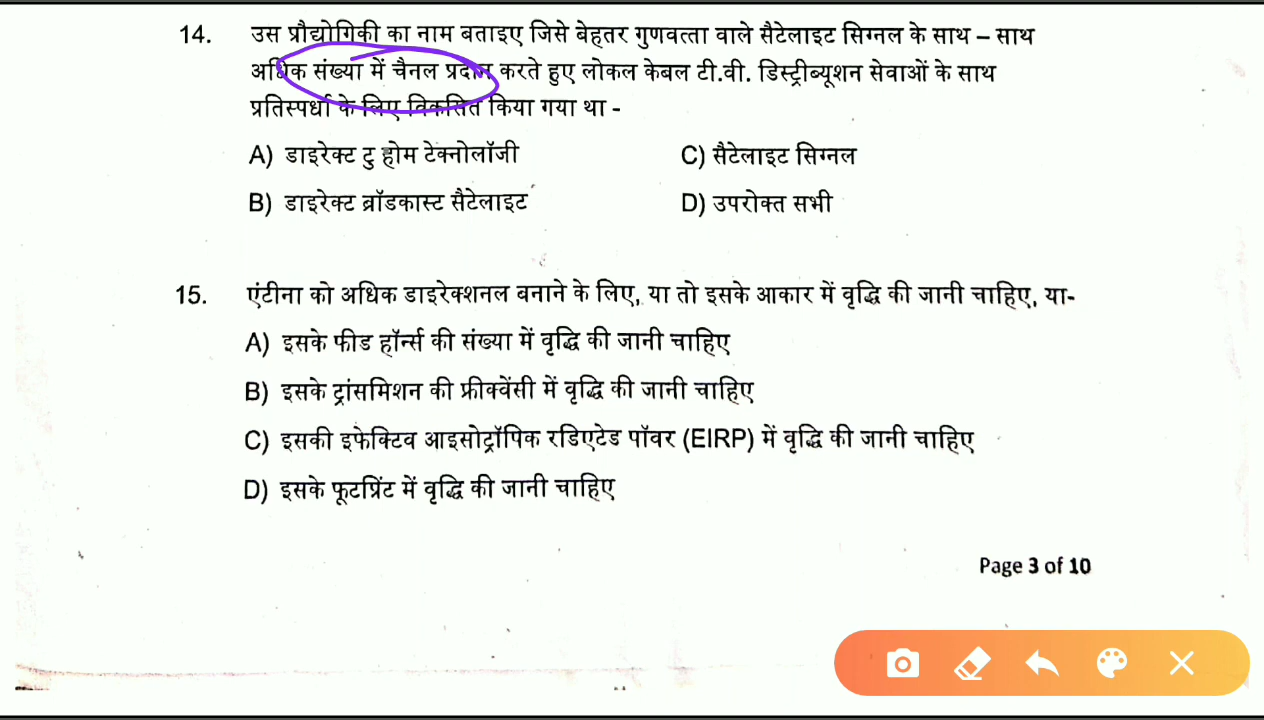 14. उस प्रौद्योगिकी का नाम बताइए जिसे बेहतर गुणवत्ता वाले सैटेलाइट सिग्नल के साथ – साथ
अधिक संख्या में चैनल प्रदान करते हुए लोकल केबल टी.वी. डिस्ट्रीब्यूशन सेवाओं के साथ
प्रतिस्पर्धा के लिए विकसित किया गया था -
A) डाइरेक्ट टु होम टेक्नोलॉजी C) सैटेलाइट सिग्नल
B) डाइरेक्ट ब्रॉडकास्ट सैटेलाइट D) उपरोक्त सभी
15. एंटीना को अधिक डाइरेक्शनल बनाने के लिए, या तो इसके आकार में वृद्धि की जानी चाहिए, या-
A) इसके फीड हॉर्न्स की संख्या में वृद्धि की जानी चाहिए
B) इसके ट्रांसमिशन की फ्रीक्वेंसी में वृद्धि की जानी चाहिए
C) इसकी इफेक्टिव आइसोट्रॉपिक रडिएटेड पॉवर (EIRP) में वृद्धि की जानी चाहिए
D) इसके फूटप्रिंट में वृद्धि की जानी चाहिए
Page 3 of 10